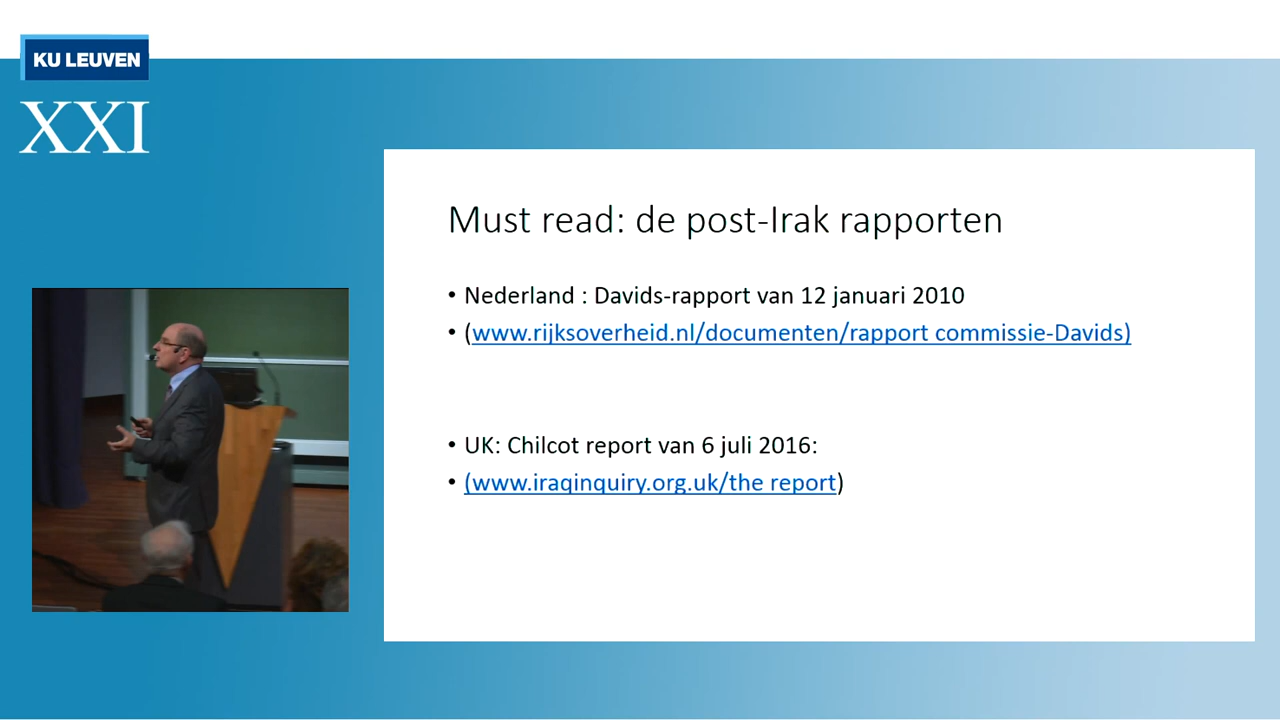 KU LEUVEN
XXI
Must read: de post-Irak rapporten
• Nederland : Davids-rapport van 12 januari 2010
• (www.rijksoverheid.nl/documenten/rapport commissie-Davids)
• UK: Chilcot report van 6 juli 2016:
• (www.iraqinquiry.org.uk/the report)